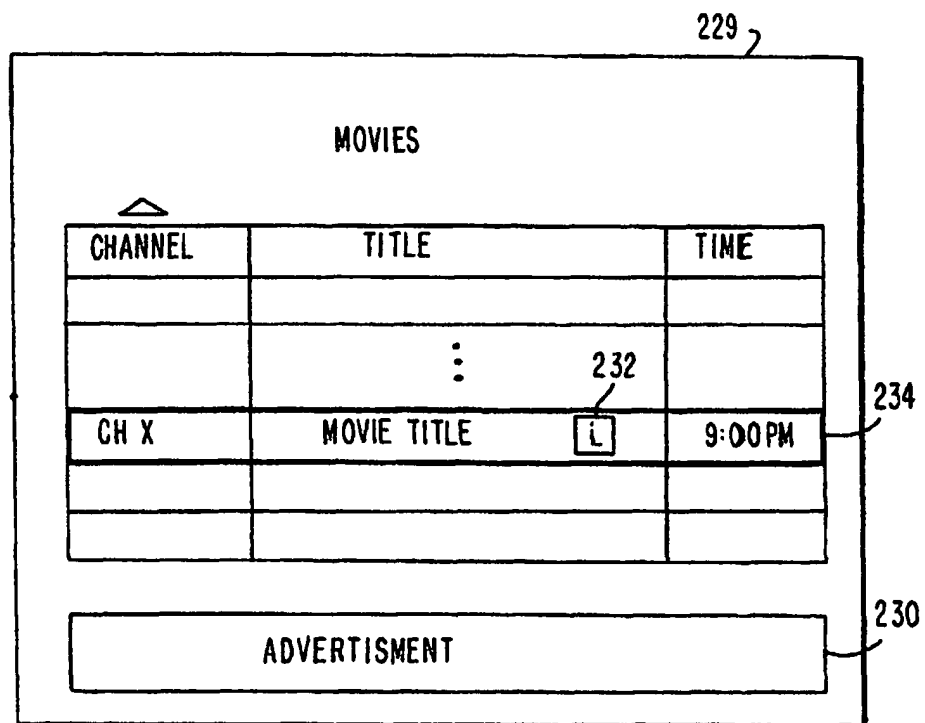 229
MOVIES
CHANNEL TITLE TIME
232
234
CH X MOVIE TITLE i 9:00PM
230
ADVERTISMENT